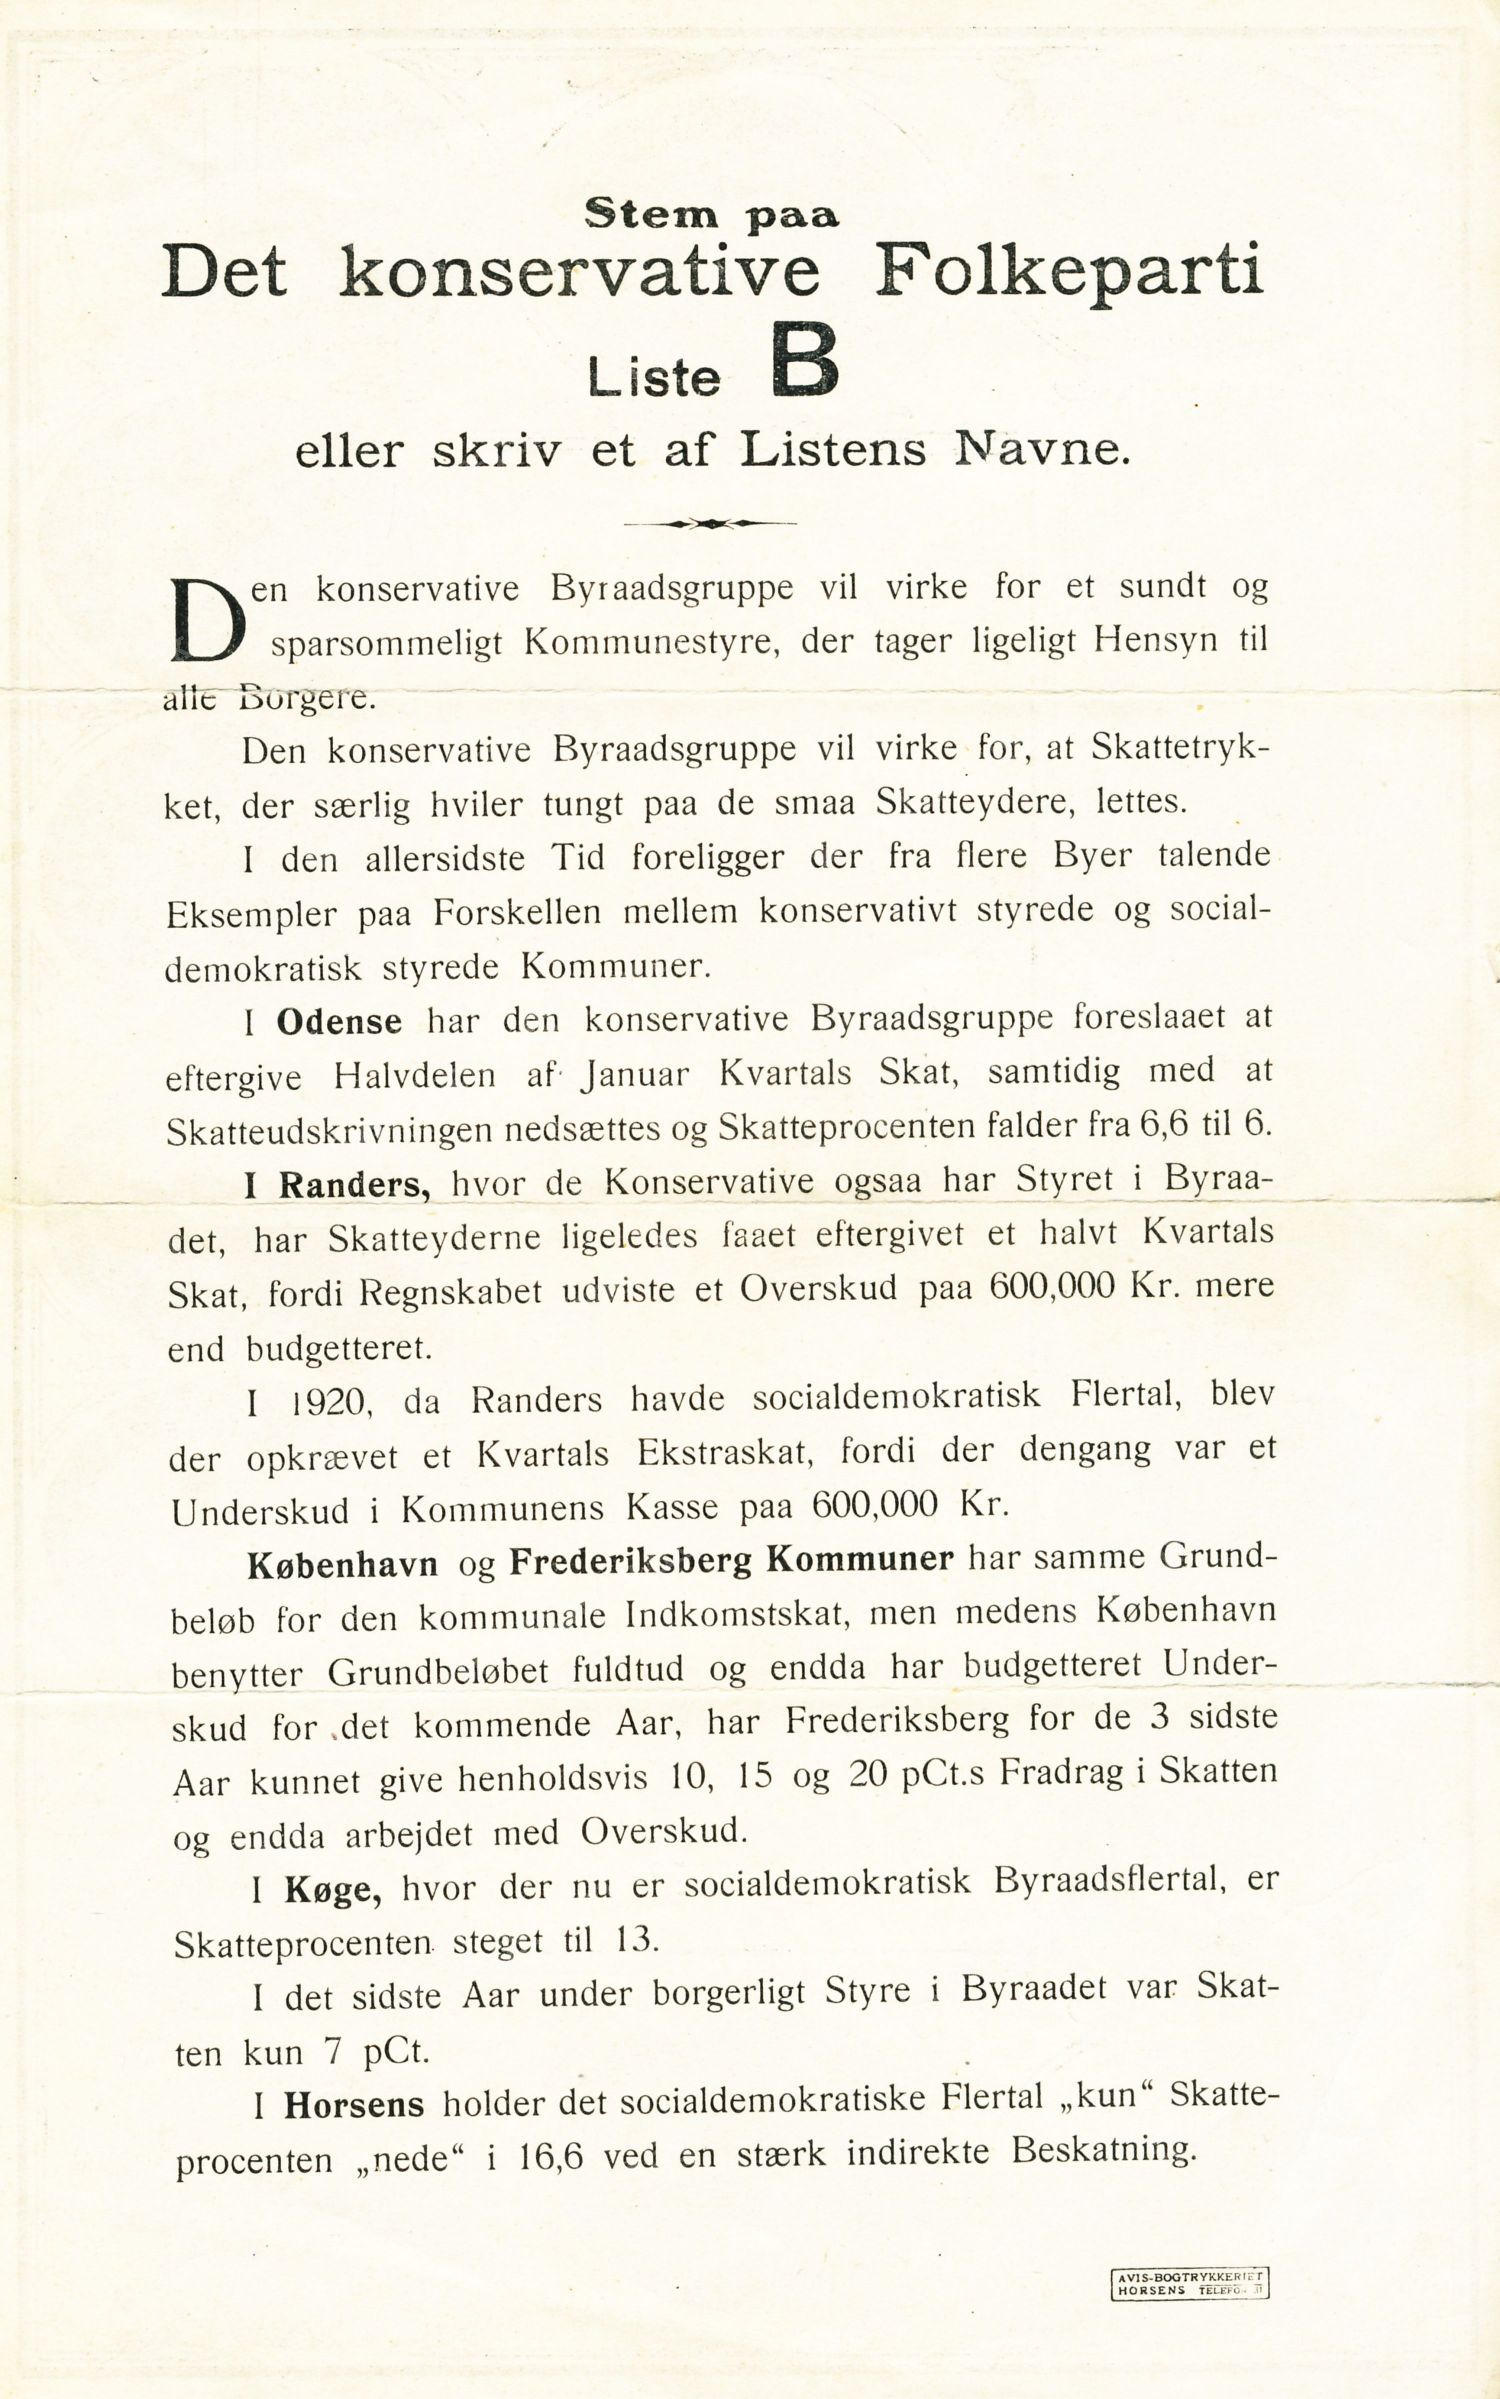 Stem paa
Det konservative Folkeparti
Liste B
eller skriv et af Listens Navne.
Den konservative Byraadsgruppe vil virke for et sundt og
sparsommeligt Kommunestyre, der tager ligeligt Hensyn til
alle Borgere.
Den konservative Byraadsgruppe vil virke for, at Skattetryk-
ket, der særlig hviler tungt paa de smaa Skatteydere, lettes.
I den allersidste Tid foreligger der fra flere Byer talende
Eksempler paa Forskellen mellem konservativt styrede og social-
demokratisk styrede Kommuner.
I Odense har den konservative Byraadsgruppe foreslaaet at
eftergive Halvdelen af Januar Kvartals Skat, samtidig med at
Skatteudskrivningen nedsættes og Skatteprocenten falder fra 6,6 til 6.
I Randers, hvor de Konservative ogsaa har Styret i Byraa-
det, har Skatteyderne ligeledes faaet eftergivet et halvt Kvartals
Skat, fordi Regnskabet udviste et Overskud paa 600,000 Kr. mere
end budgetteret.
I 1920, da Randers havde socialdemokratisk Flertal, blev
der opkrævet et Kvartals Ekstraskat, fordi der dengang var et
Underskud i Kommunens Kasse paa 600,000 Kr.
København og Frederiksberg Kommuner har samme Grund-
beløb for den kommunale Indkomstskat, men medens København
benytter Grundbeløbet fuldtud og endda har budgetteret Under-
skud for det kommende Aar, har Frederiksberg for de 3 sidste
Aar kunnet give henholdsvis 10, 15 og 20 pCt.s Fradrag i Skatten
og endda arbejdet med Overskud.
I Køge, hvor der nu er socialdemokratisk Byraadsflertal, er
Skatteprocenten steget til 13.
I det sidste Aar under borgerligt Styre i Byraadet var Skat-
ten kun 7 pCt.
I Horsens holder det socialdemokratiske Flertal „kun“ Skatte-
procenten „nede“ i 16,6 ved en stærk indirekte Beskatning.
AVIS-BOGTRYKKERIET
HORSENS